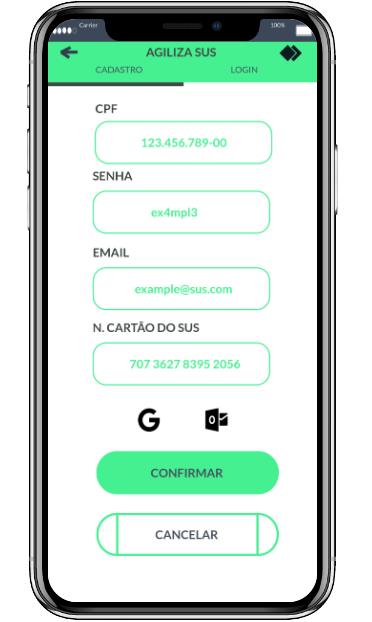 Carrier
100%
AGILIZA SUS
CADASTRO
LOGIN
CPF
123.456.789-00
SENHA
ex4mpl3
EMAIL
example@sus.com
N. CARTÃO DO SUS
707 3627 8395 2056
CONFIRMAR
CANCELAR